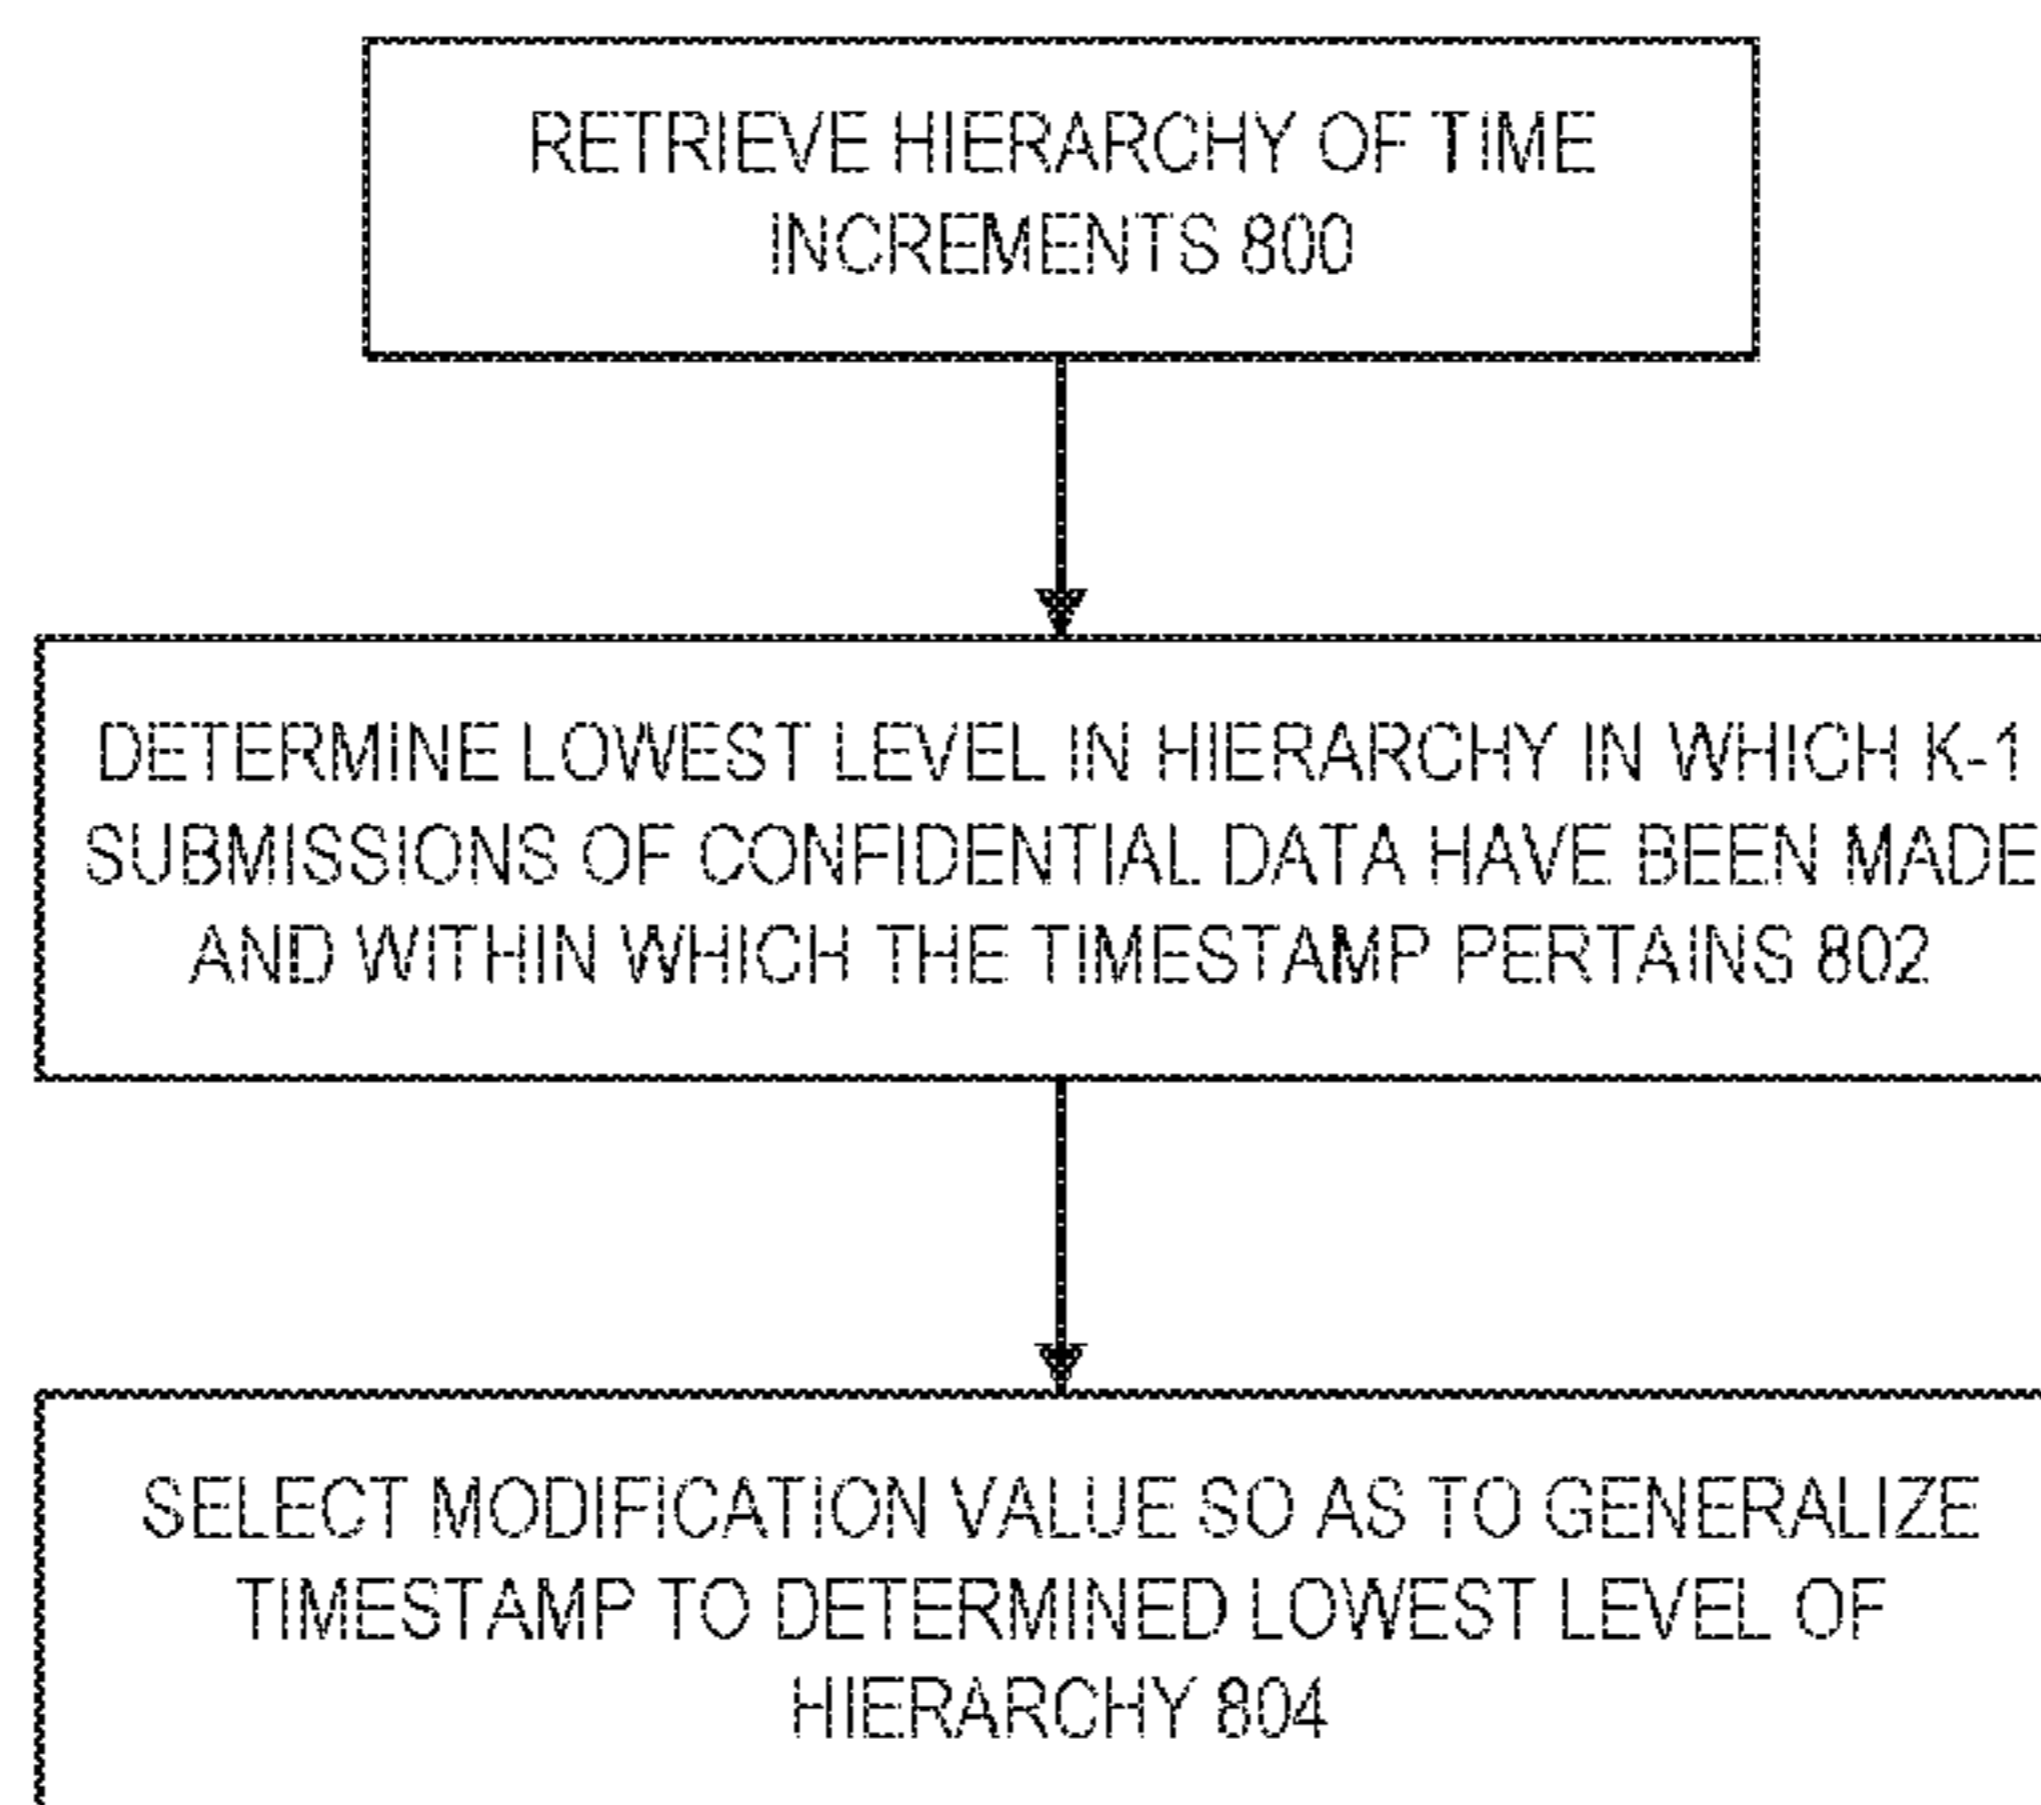 RETRIEVE HIERARCHY OF TIME
INCREMENTS 800
DETERMINE LOWEST LEVEL IN HIERARCHY IN WHICH K-1
SUBMISSIONS OF CONFIDENTIAL DATA HAVE BEEN MADE
AND WITHIN WHICH THE TIMESTAMP PERTAINS 802
SELECT MODIFICATION VALUE SO AS TO GENERALIZE
TIMESTAMP TO DETERMINED LOWEST LEVEL OF
HIERARCHY 804